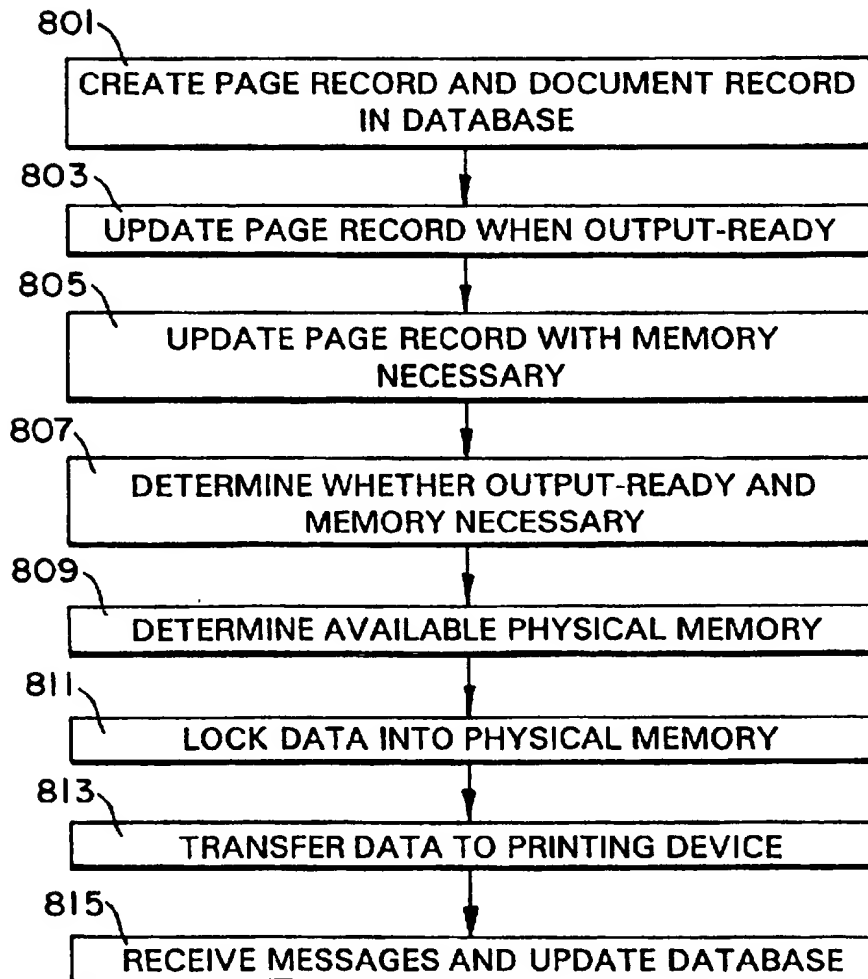 801
CREATE PAGE RECORD AND DOCUMENT RECORD
IN DATABASE
803
UPDATE PAGE RECORD WHEN OUTPUT-READY
805
UPDATE PAGE RECORD WITH MEMORY
NECESSARY
807
DETERMINE WHETHER OUTPUT-READY AND
MEMORY NECESSARY
809
DETERMINE AVAILABLE PHYSICAL MEMORY
811
LOCK DATA INTO PHYSICAL MEMORY
813
TRANSFER DATA TO PRINTING DEVICE
815
RECEIVE MESSAGES AND UPDATE DATABASE